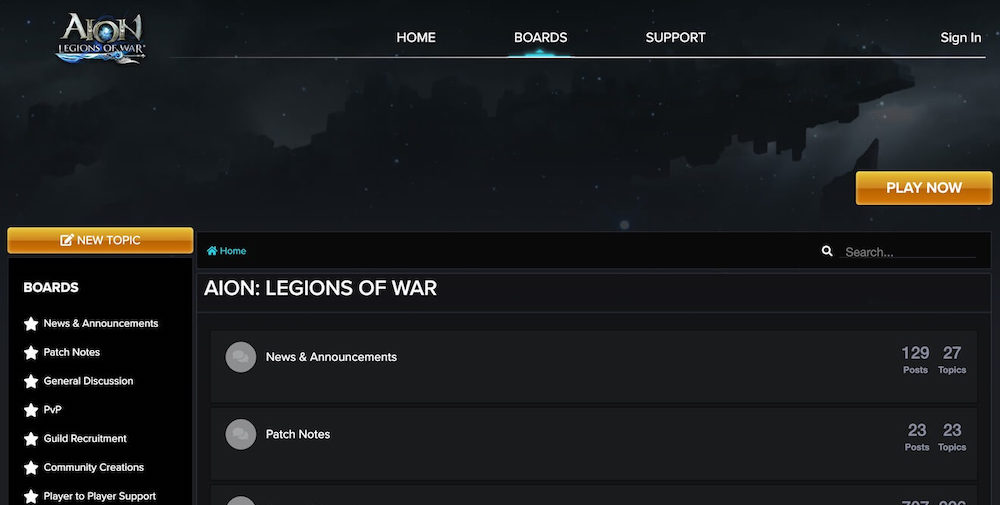 AION
LEGIONS OF WAR
HOME
BOARDS
SUPPORT
Sign In
PLAY NOW
NEW TOPIC
Home
Search...
BOARDS
News & Announcements
Patch Notes
General Discussion
PvP
Guild Recruitment
Community Creations
Player to Player Support
AION: LEGIONS OF WAR
News & Announcements
129 27
Posts Topics
Patch Notes
23 23
Posts Topics